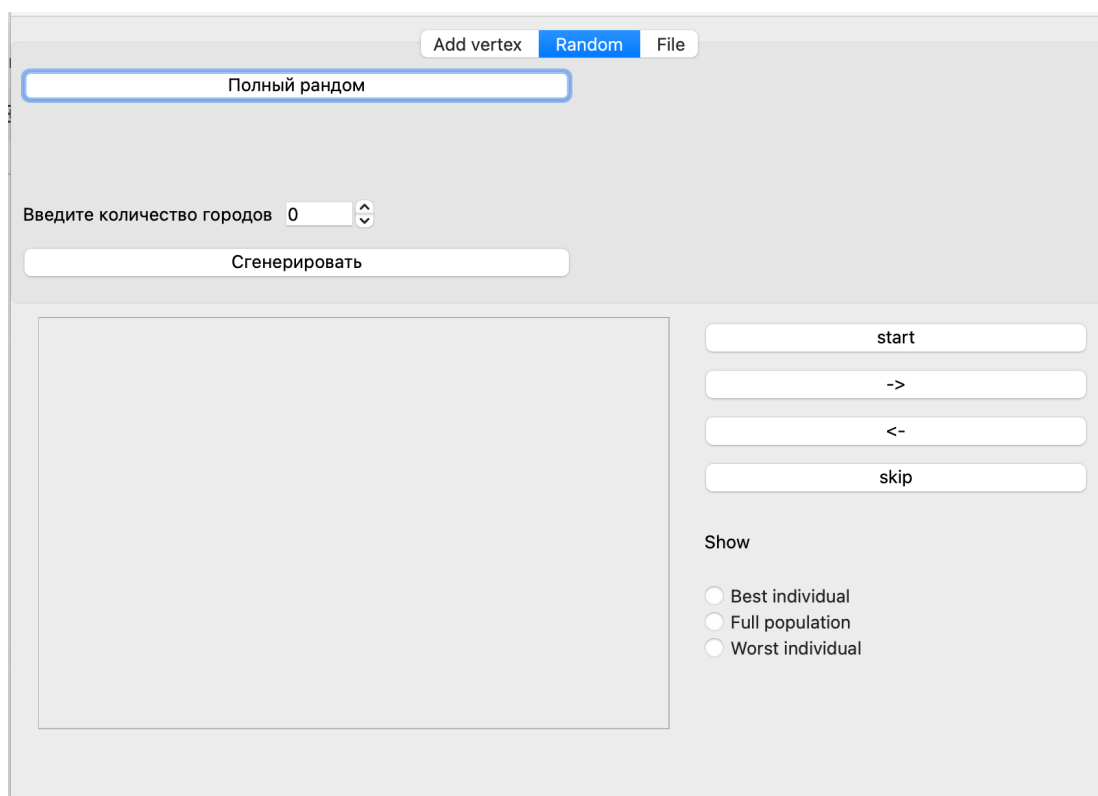 Add vertex Random File
Полный рандом
Введите количество городов 0
Сгенерировать
start
->
<-
skip
Show
Best individual
Full population
Worst individual